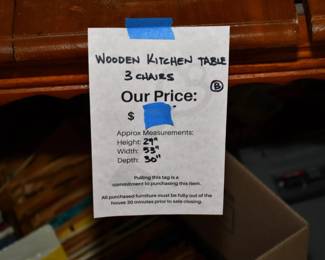 WOODEN KITCHEN TABLE
3 CHAIRS
B
Our Price:
$
Approx Measurements:
Height: 29"
Width: 53"
Depth: 30"
Pulling this tag is a
commitment to purchasing this item.
All purchased furniture must be fully out of the
house 30 minutes prior to sale closing.